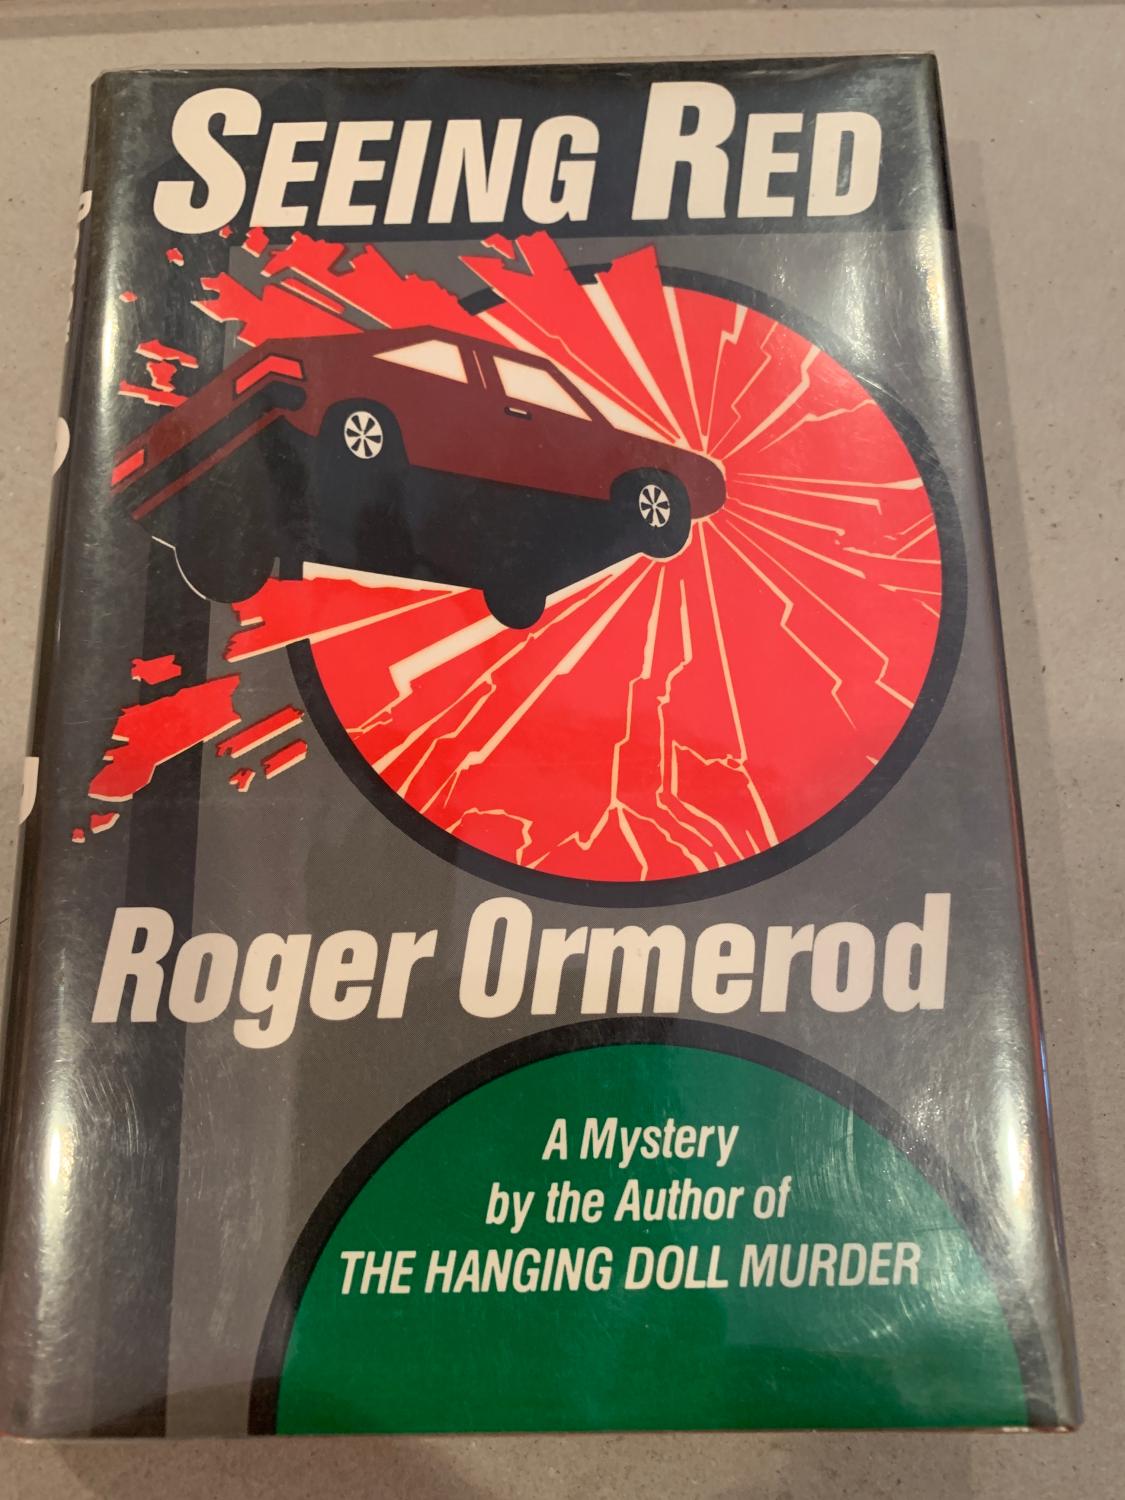 SEEING RED
Roger Ormerod
A Mystery
by the Author of
THE HANGING DOLL MURDER